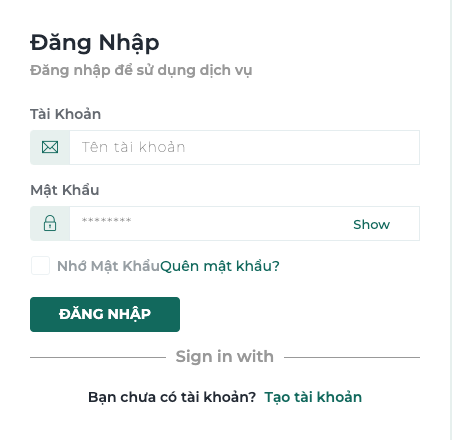 Đăng Nhập
Đăng nhập để sử dụng dịch vụ
Tài Khoản
Tên tài khoản
Mật Khẩu
******** Show
Nhớ Mật KhẩuQuên mật khẩu?
ĐĂNG NHẬP
Sign in with
Bạn chưa có tài khoản? Tạo tài khoản